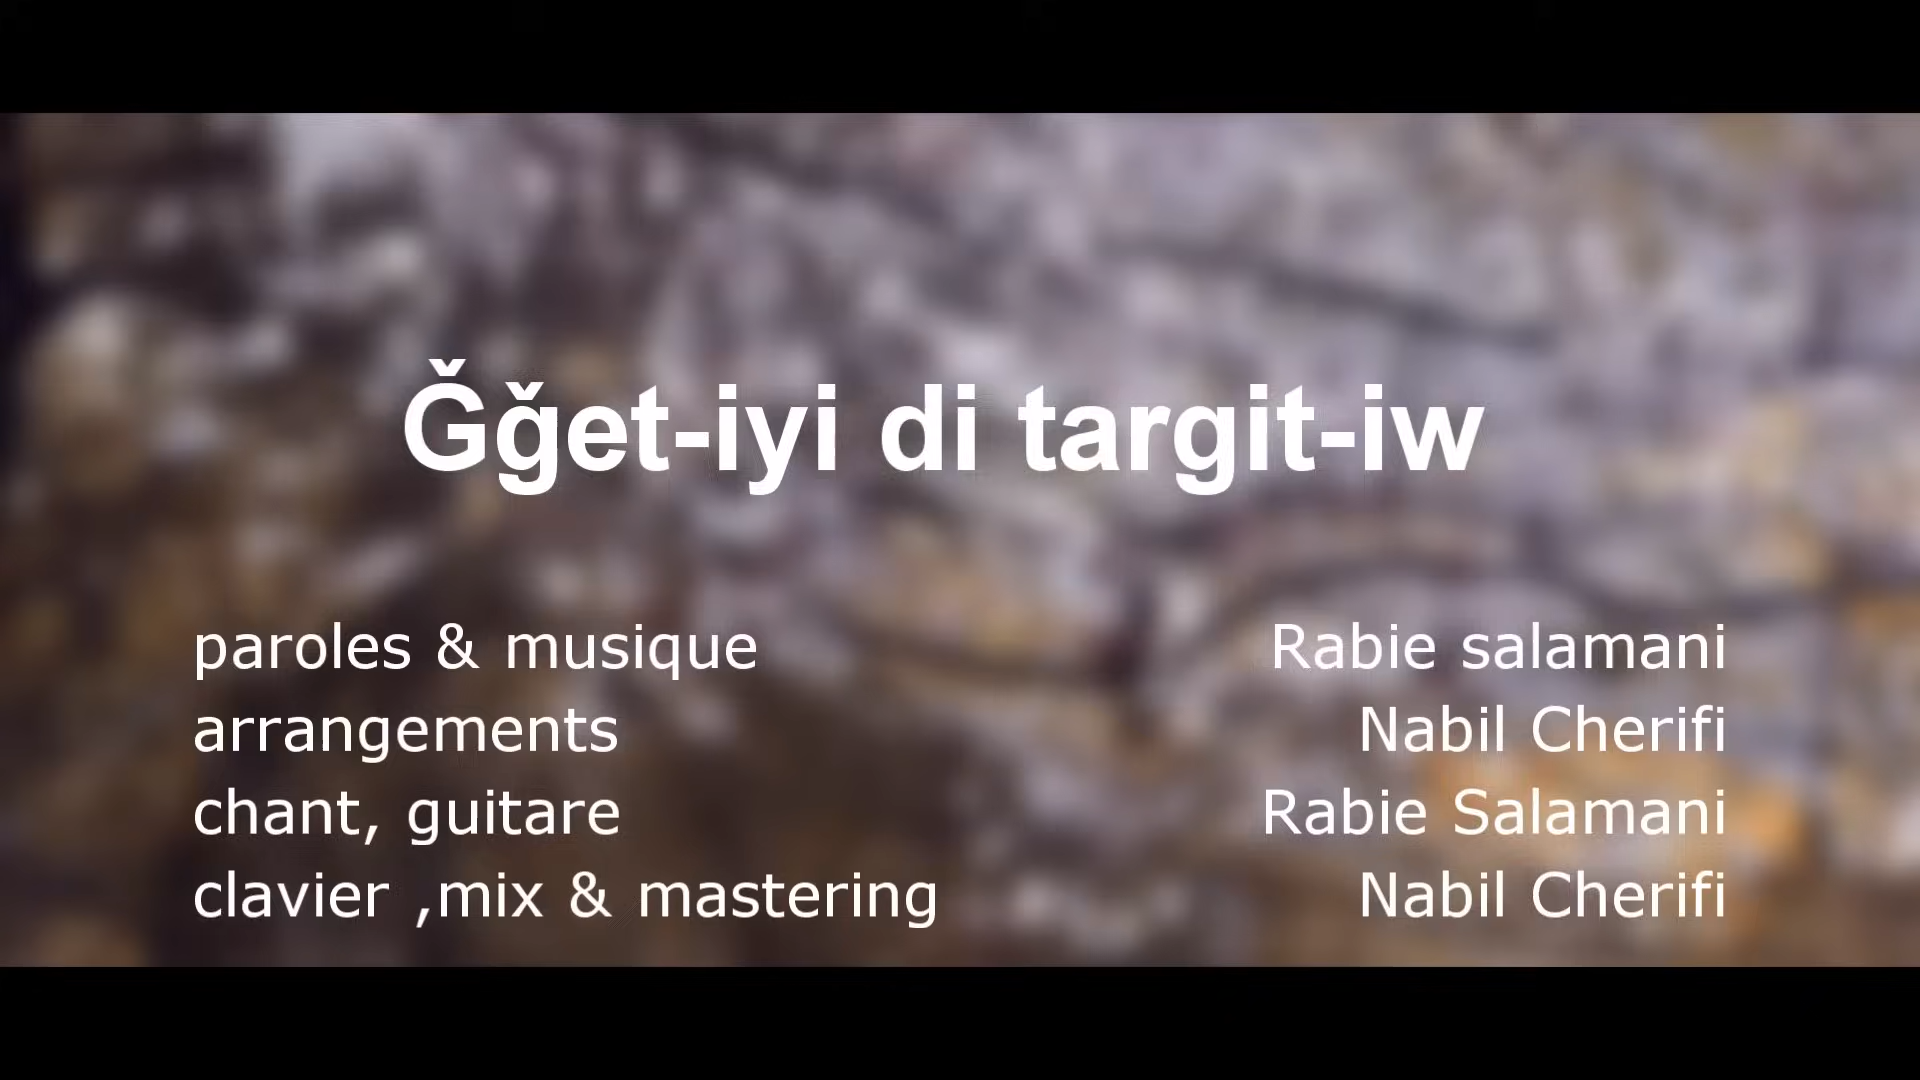 Ǧǧet-iyi di targit-iw
paroles & musique Rabie salamani
arrangements Nabil Cherifi
chant, guitare Rabie Salamani
clavier ,mix & mastering Nabil Cherifi